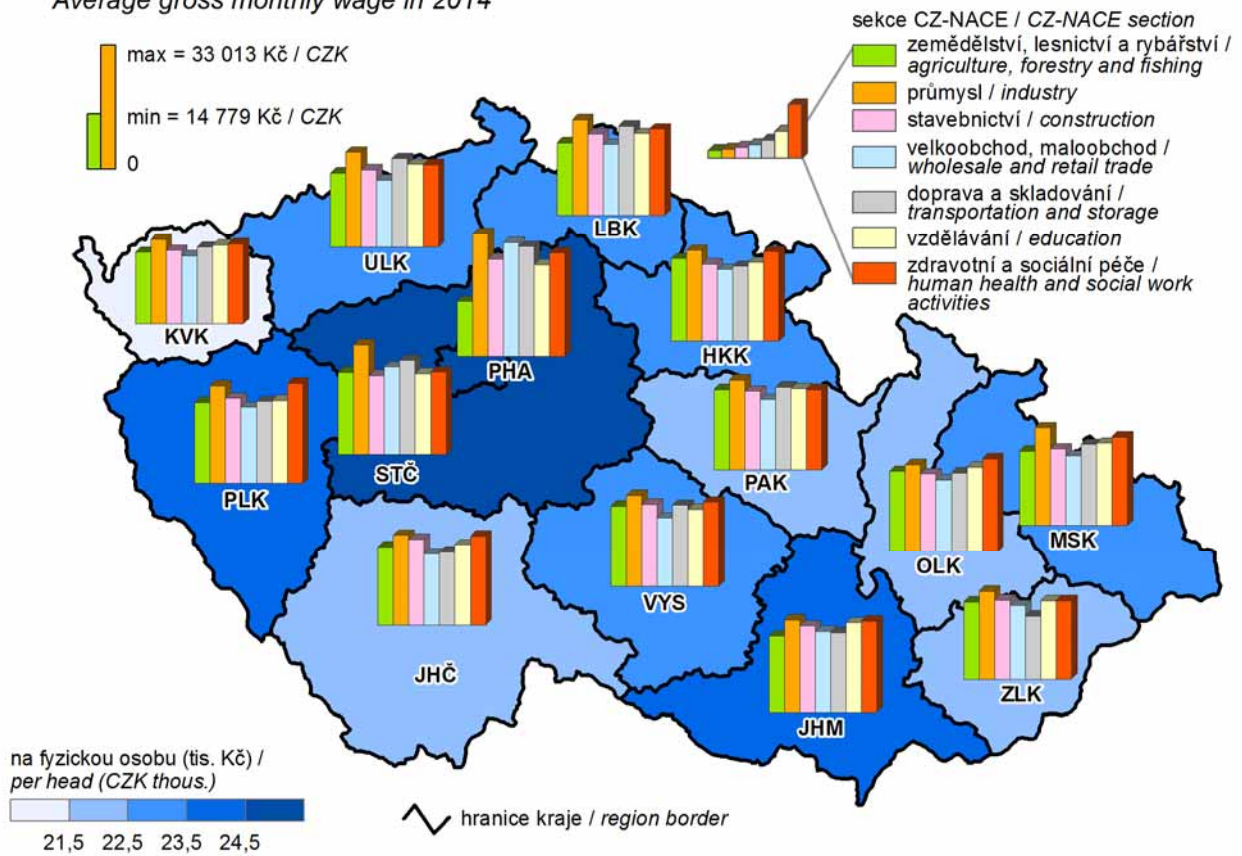 Average gross monthly wage in 2014
max = 33 013 Kč / CZK
min = 14 779 Kč / CZK
0
sekce CZ-NACE / CZ-NACE section
zemědělství, lesnictví a rybářství /
agriculture, forestry and fishing
průmysl / industry
stavebnictví / construction
velkoobchod, maloobchod /
wholesale and retail trade
doprava a skladování /
transportation and storage
vzdělávání / education
zdravotní a sociální péče /
human health and social work
activities
LBK
ULK
KVK
HKK
PHA
STČ
PLK
PAK
MSK
OLK
VYS
JHČ
ZLK
JHM
na fyzickou osobu (tis. Kč) /
per head (CZK thous.)
21,5 22,5 23,5 24,5
hranice kraje / region border